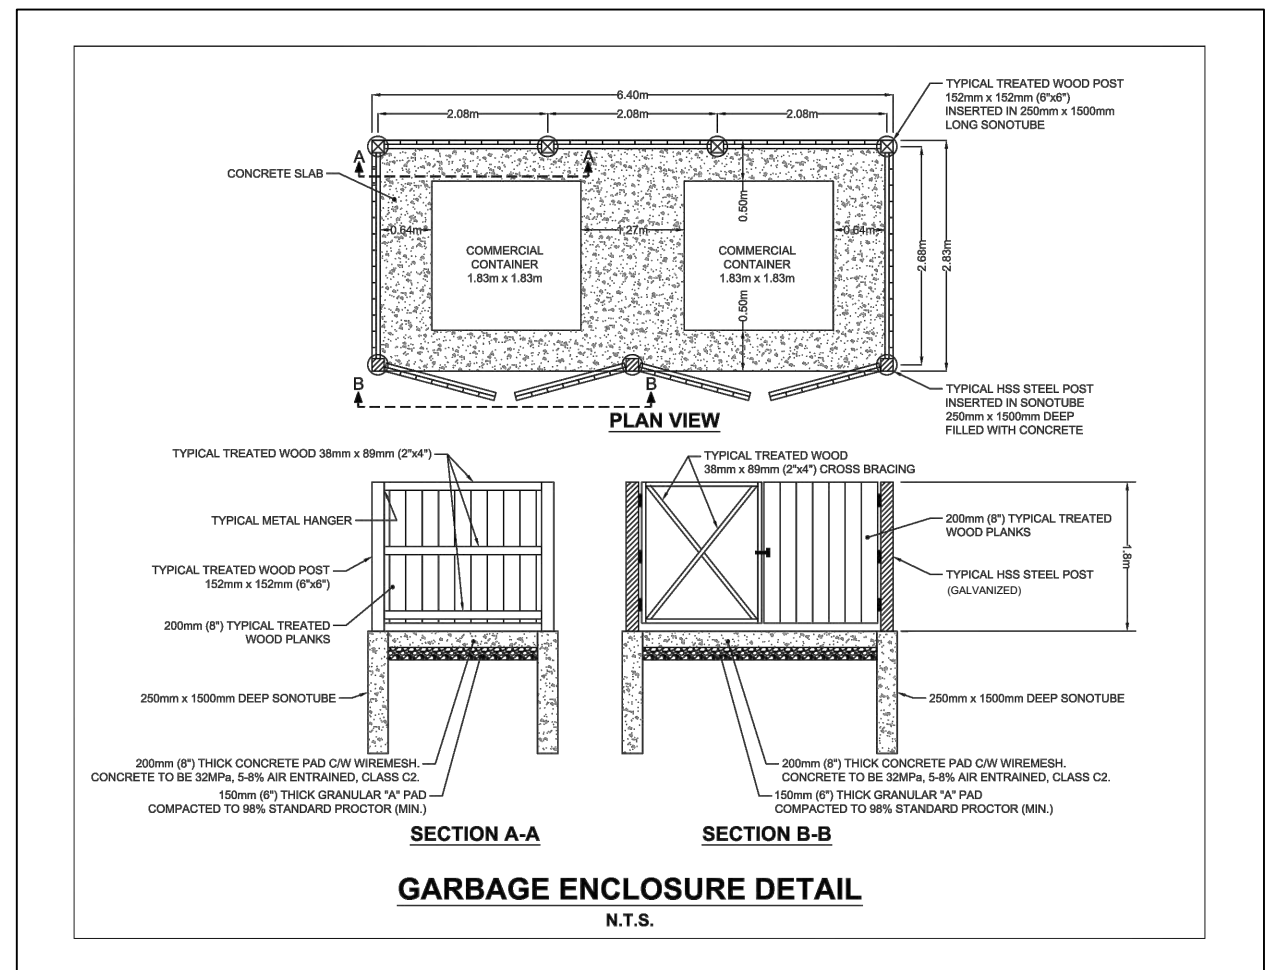 6.40m
2.08m 2.08m 2.08m
TYPICAL TREATED WOOD POST
152mm x 152mm (6"x6")
INSERTED IN 250mm x 1500mm
LONG SONOTUBE
A A
CONCRETE SLAB
0.50m
0.64m 1.27m 0.64m
COMMERCIAL
CONTAINER
1.83m x 1.83m
COMMERCIAL
CONTAINER
1.83m x 1.83m
2.68m
2.83m
0.50m
B B
TYPICAL HSS STEEL POST
INSERTED IN SONOTUBE
250mm x 1500mm DEEP
FILLED WITH CONCRETE
PLAN VIEW
TYPICAL TREATED WOOD 38mm x 89mm (2"x4")
TYPICAL METAL HANGER
TYPICAL TREATED WOOD POST
152mm x 152mm (6"x6")
200mm (8") TYPICAL TREATED
WOOD PLANKS
250mm x 1500mm DEEP SONOTUBE
200mm (8") THICK CONCRETE PAD C/W WIREMESH.
CONCRETE TO BE 32MPa, 5-8% AIR ENTRAINED, CLASS C2.
150mm (6") THICK GRANULAR "A" PAD
COMPACTED TO 98% STANDARD PROCTOR (MIN.)
SECTION A-A
TYPICAL TREATED WOOD
38mm x 89mm (2"x4") CROSS BRACING
200mm (8") TYPICAL TREATED
WOOD PLANKS
1.8m
TYPICAL HSS STEEL POST
(GALVANIZED)
250mm x 1500mm DEEP SONOTUBE
200mm (8") THICK CONCRETE PAD C/W WIREMESH.
CONCRETE TO BE 32MPa, 5-8% AIR ENTRAINED, CLASS C2.
150mm (6") THICK GRANULAR "A" PAD
COMPACTED TO 98% STANDARD PROCTOR (MIN.)
SECTION B-B
GARBAGE ENCLOSURE DETAIL
N.T.S.